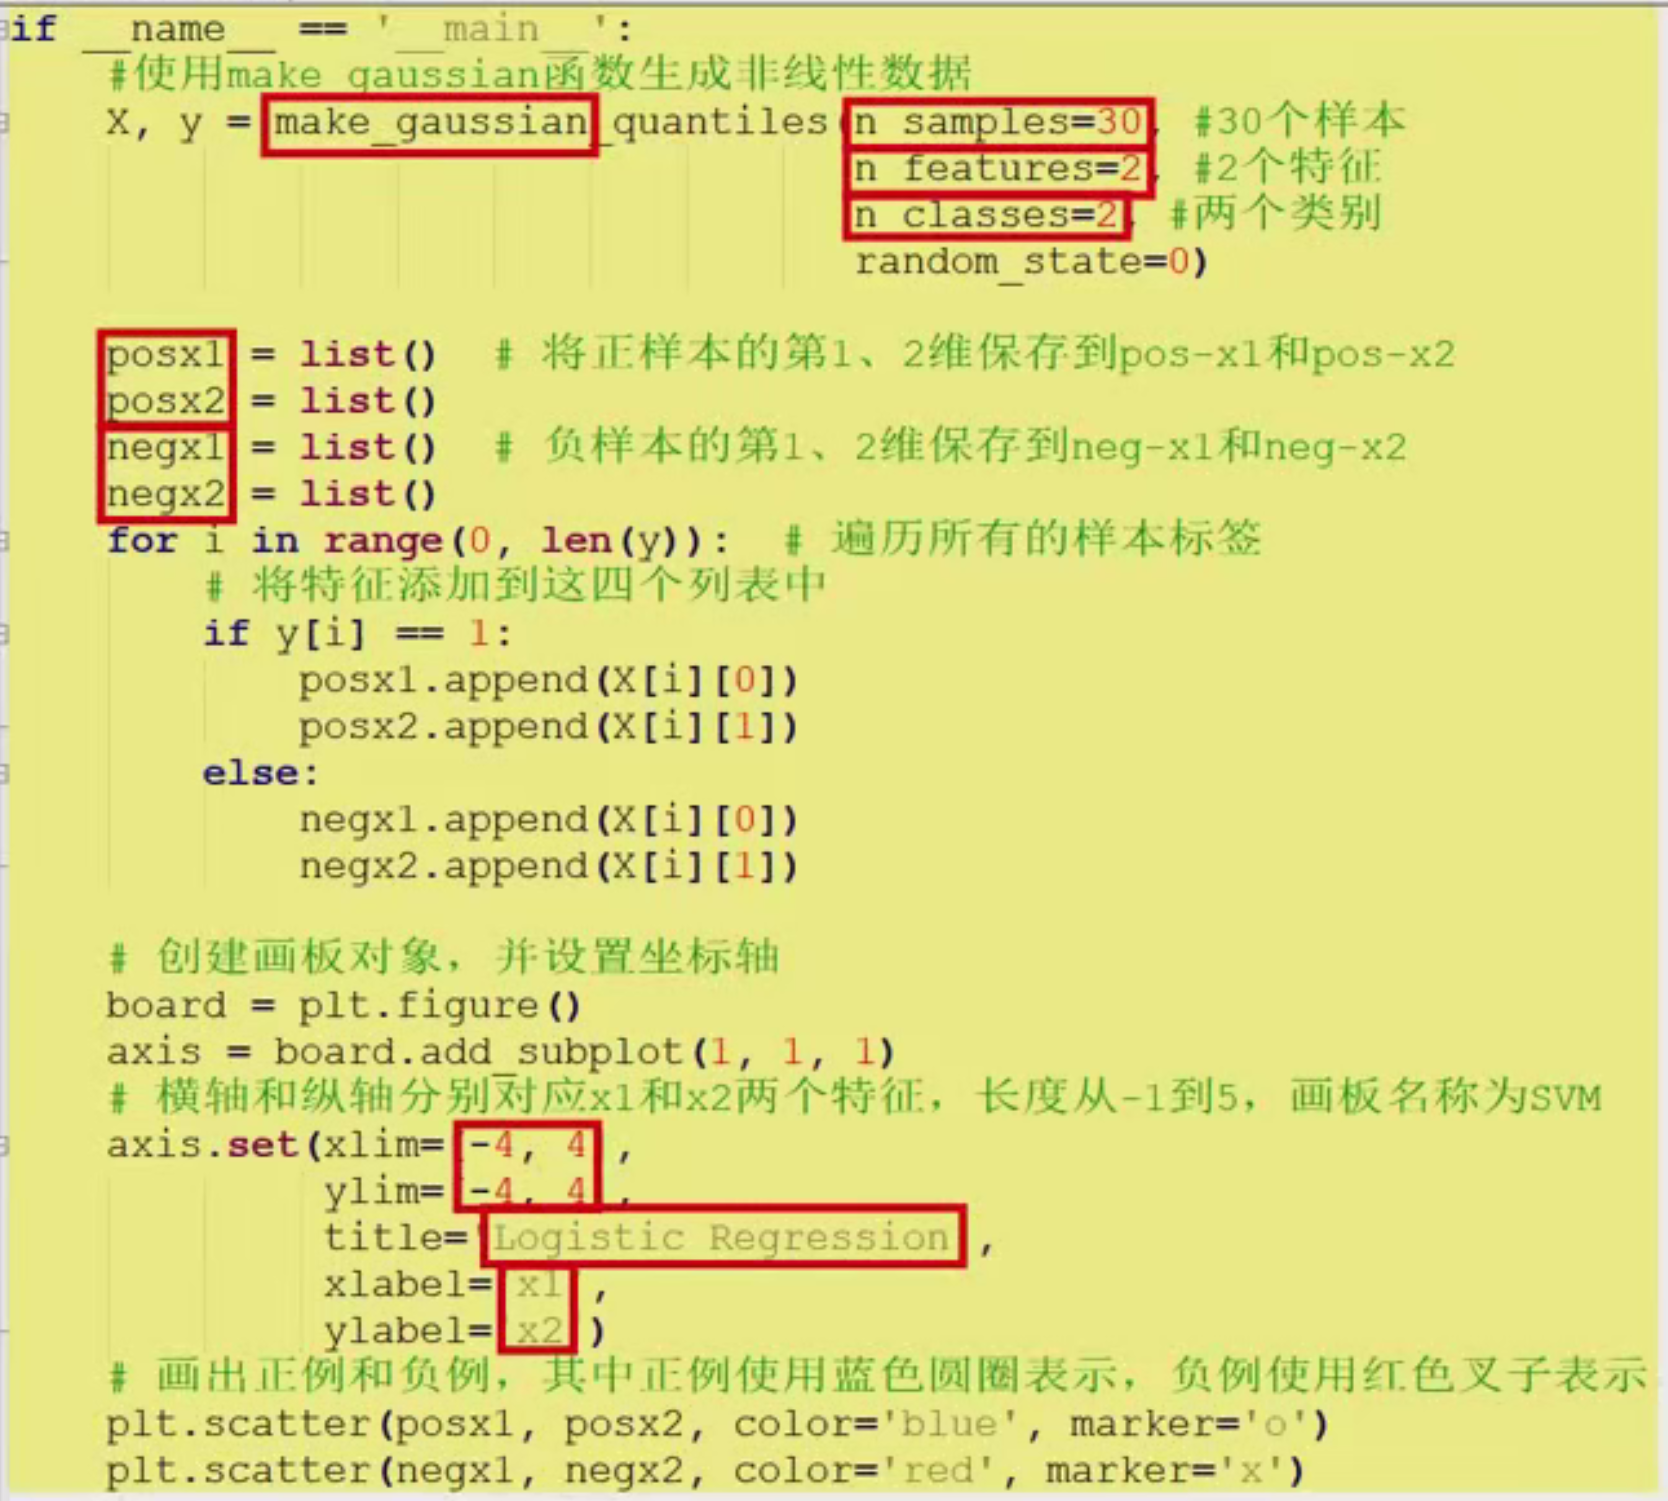 if __name__ == '__main__':
#使用make_gaussian函数生成非线性数据
X, y = make_gaussian_quantiles(n_samples=30, #30个样本
n_features=2, #2个特征
n_classes=2, #两个类别
random_state=0)
posx1 = list() # 将正样本的第1、2维保存到pos-x1和pos-x2
posx2 = list()
negx1 = list() # 负样本的第1、2维保存到neg-x1和neg-x2
negx2 = list()
for i in range(0, len(y)): # 遍历所有的样本标签
# 将特征添加到这四个列表中
if y[i] == 1:
posx1.append(X[i][0])
posx2.append(X[i][1])
else:
negx1.append(X[i][0])
negx2.append(X[i][1])
# 创建画板对象，并设置坐标轴
board = plt.figure()
axis = board.add_subplot(1, 1, 1)
# 横轴和纵轴分别对应x1和x2两个特征，长度从-1到5，画板名称为SVM
axis.set(xlim=[-4, 4],
ylim=[-4, 4],
title='Logistic Regression',
xlabel='x1',
ylabel='x2')
# 画出正例和负例，其中正例使用蓝色圆圈表示，负例使用红色叉子表示
plt.scatter(posx1, posx2, color='blue', marker='o')
plt.scatter(negx1, negx2, color='red', marker='x')